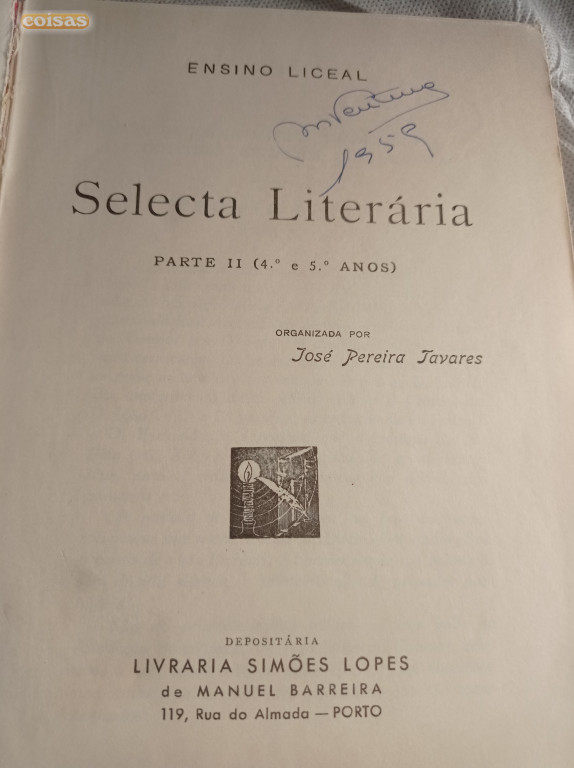 coisas
ENSINO LICEAL
MVentura
1959
Selecta Literária
PARTE II (4.º e 5.º ANOS)
ORGANIZADA POR
José Pereira Tavares
DEPOSITÁRIA
LIVRARIA SIMÕES LOPES
de MANUEL BARREIRA
119, Rua do Almada — PORTO